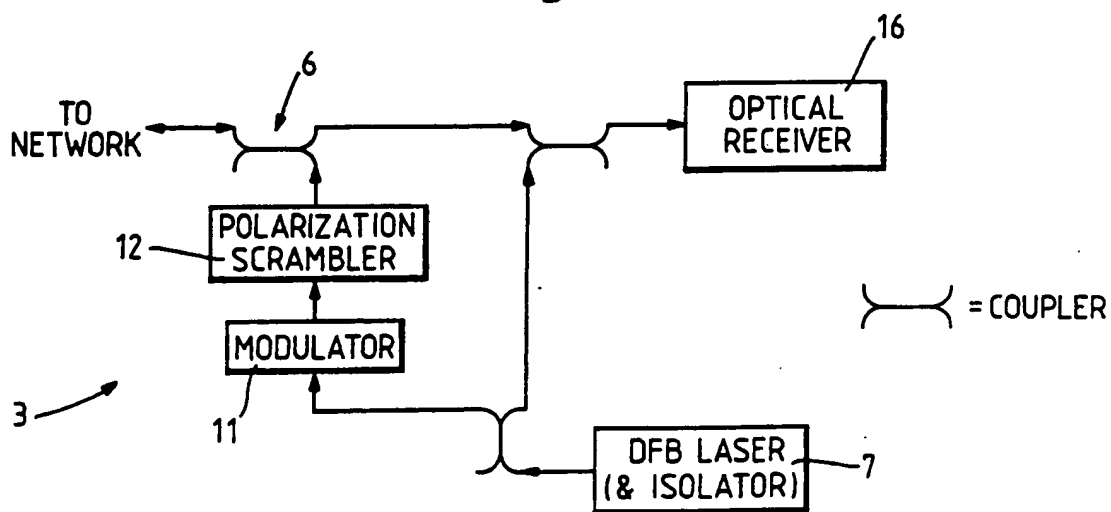 16
6
TO
NETWORK
OPTICAL
RECEIVER
POLARIZATION
SCRAMBLER
12
= COUPLER
MODULATOR
3
11
DFB LASER
(& ISOLATOR)
7